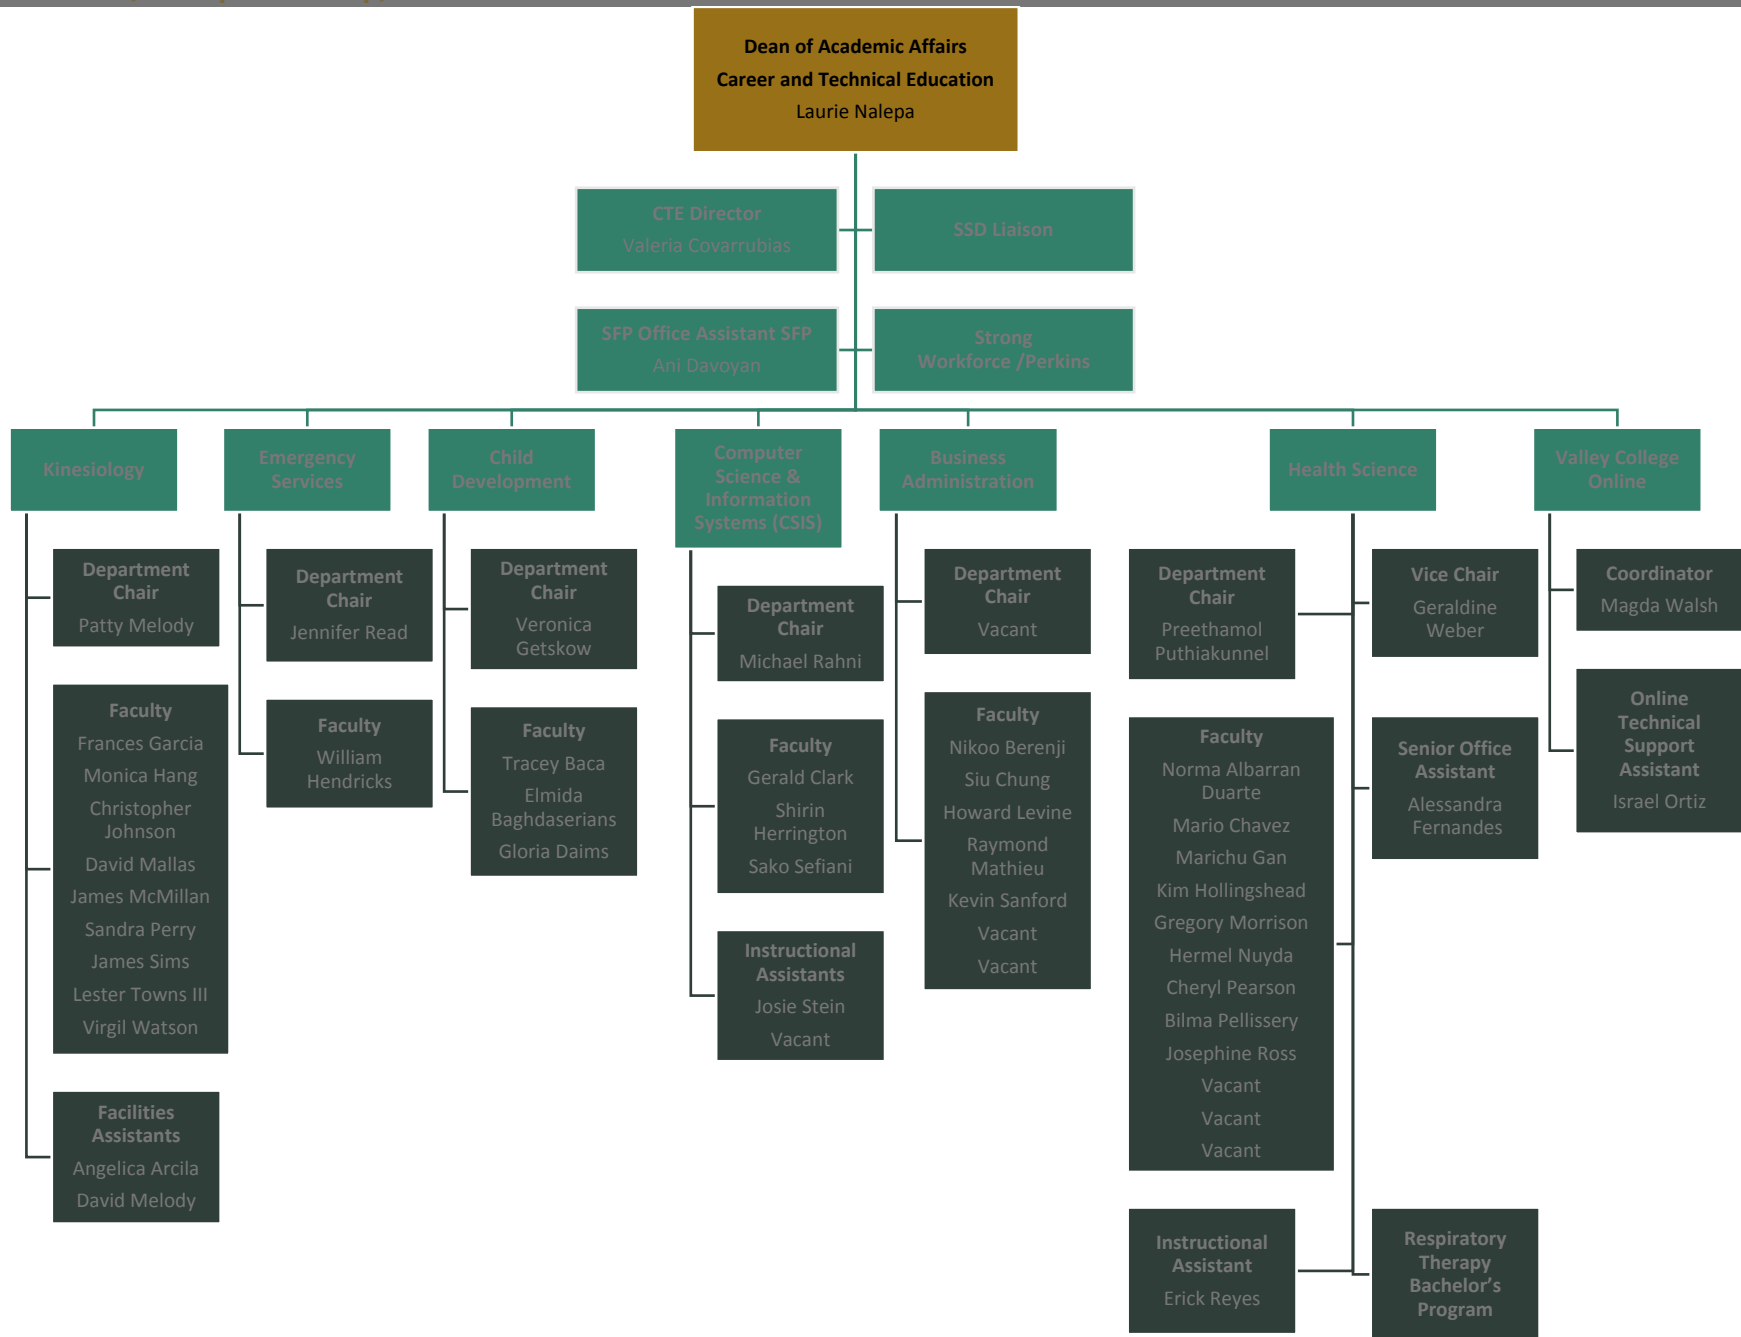 Dean of Academic Affairs
Career and Technical Education
Laurie Nalepa
CTE Director
Valeria Covarrubias
SSD Liaison
SFP Office Assistant SFP
Ani Davoyan
Strong
Workforce /Perkins
Kinesiology
Department
Chair
Patty Melody
Faculty
Frances Garcia
Monica Hang
Christopher
Johnson
David Mallas
James McMillan
Sandra Perry
James Sims
Lester Towns III
Virgil Watson
Facilities
Assistants
Angelica Arcila
David Melody
Emergency
Services
Department
Chair
Jennifer Read
Faculty
William
Hendricks
Child
Development
Department
Chair
Veronica
Getskow
Faculty
Tracey Baca
Elmida
Baghdaserians
Gloria Daims
Computer
Science &
Information
Systems (CSIS)
Department
Chair
Michael Rahni
Faculty
Gerald Clark
Shirin
Herrington
Sako Sefiani
Instructional
Assistants
Josie Stein
Vacant
Business
Administration
Department
Chair
Vacant
Faculty
Nikoo Berenji
Siu Chung
Howard Levine
Raymond
Mathieu
Kevin Sanford
Vacant
Vacant
Health Science
Department
Chair
Preethamol
Puthiakunnel
Vice Chair
Geraldine
Weber
Faculty
Norma Albarran
Duarte
Mario Chavez
Marichu Gan
Kim Hollingshead
Gregory Morrison
Hermel Nuyda
Cheryl Pearson
Bilma Pellissery
Josephine Ross
Vacant
Vacant
Vacant
Senior Office
Assistant
Alessandra
Fernandes
Instructional
Assistant
Erick Reyes
Respiratory
Therapy
Bachelor’s
Program
Valley College
Online
Coordinator
Magda Walsh
Online
Technical
Support
Assistant
Israel Ortiz